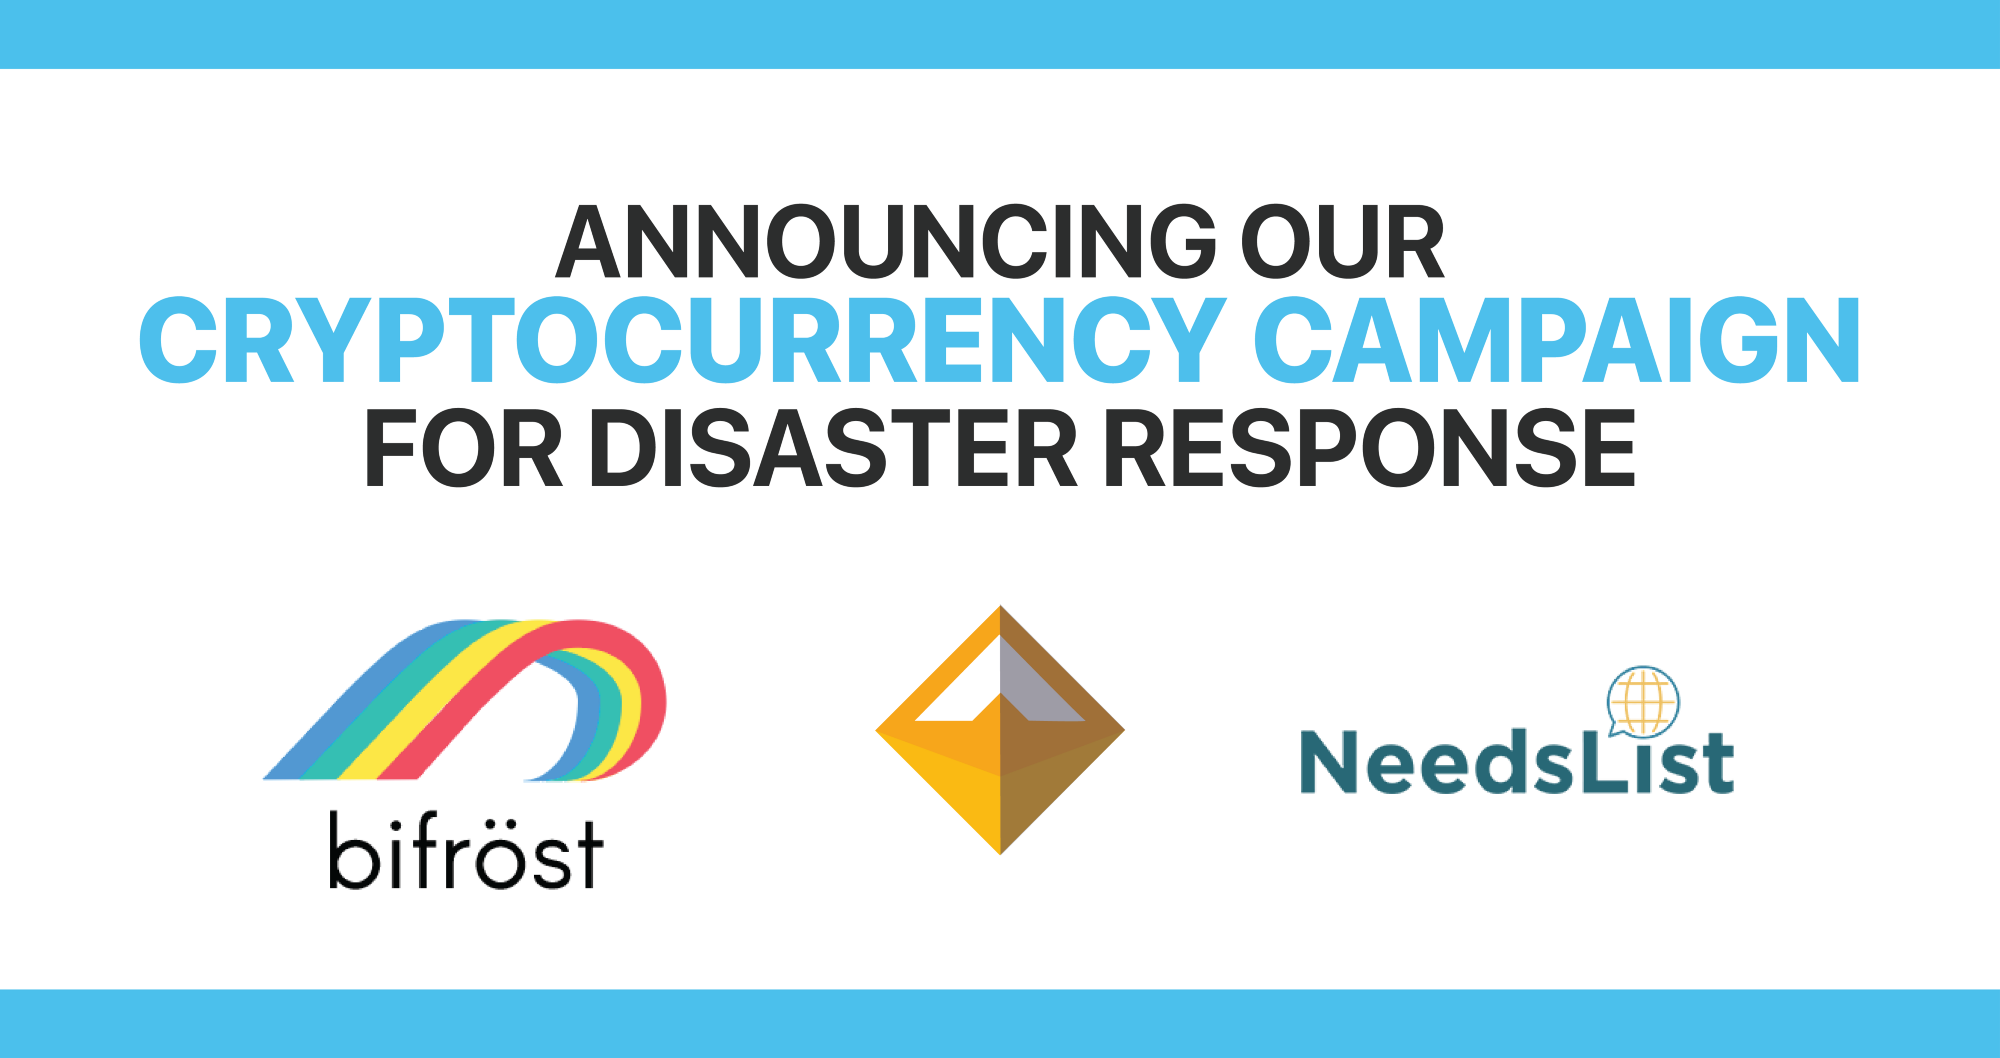 ANNOUNCING OUR
CRYPTOCURRENCY CAMPAIGN
FOR DISASTER RESPONSE
bifröst
NeedsList